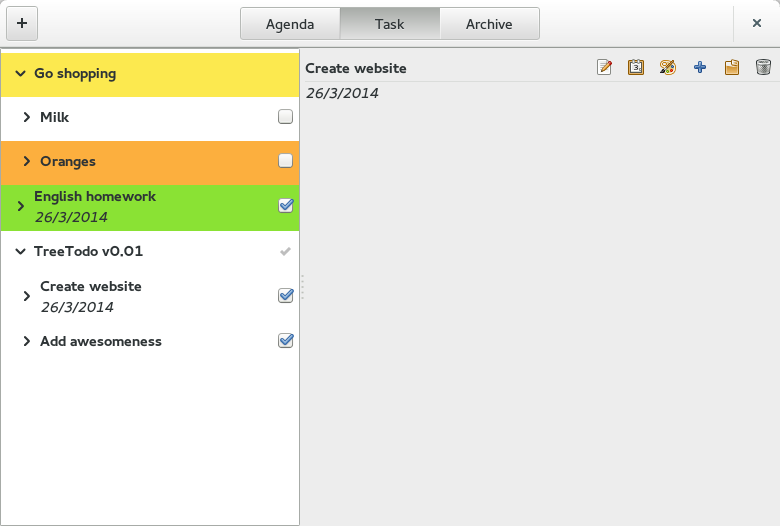 Agenda
Task
Archive
Go shopping
Milk
Oranges
English homework
26/3/2014
TreeTodo v0.01
Create website
26/3/2014
Add awesomeness
Create website
26/3/2014